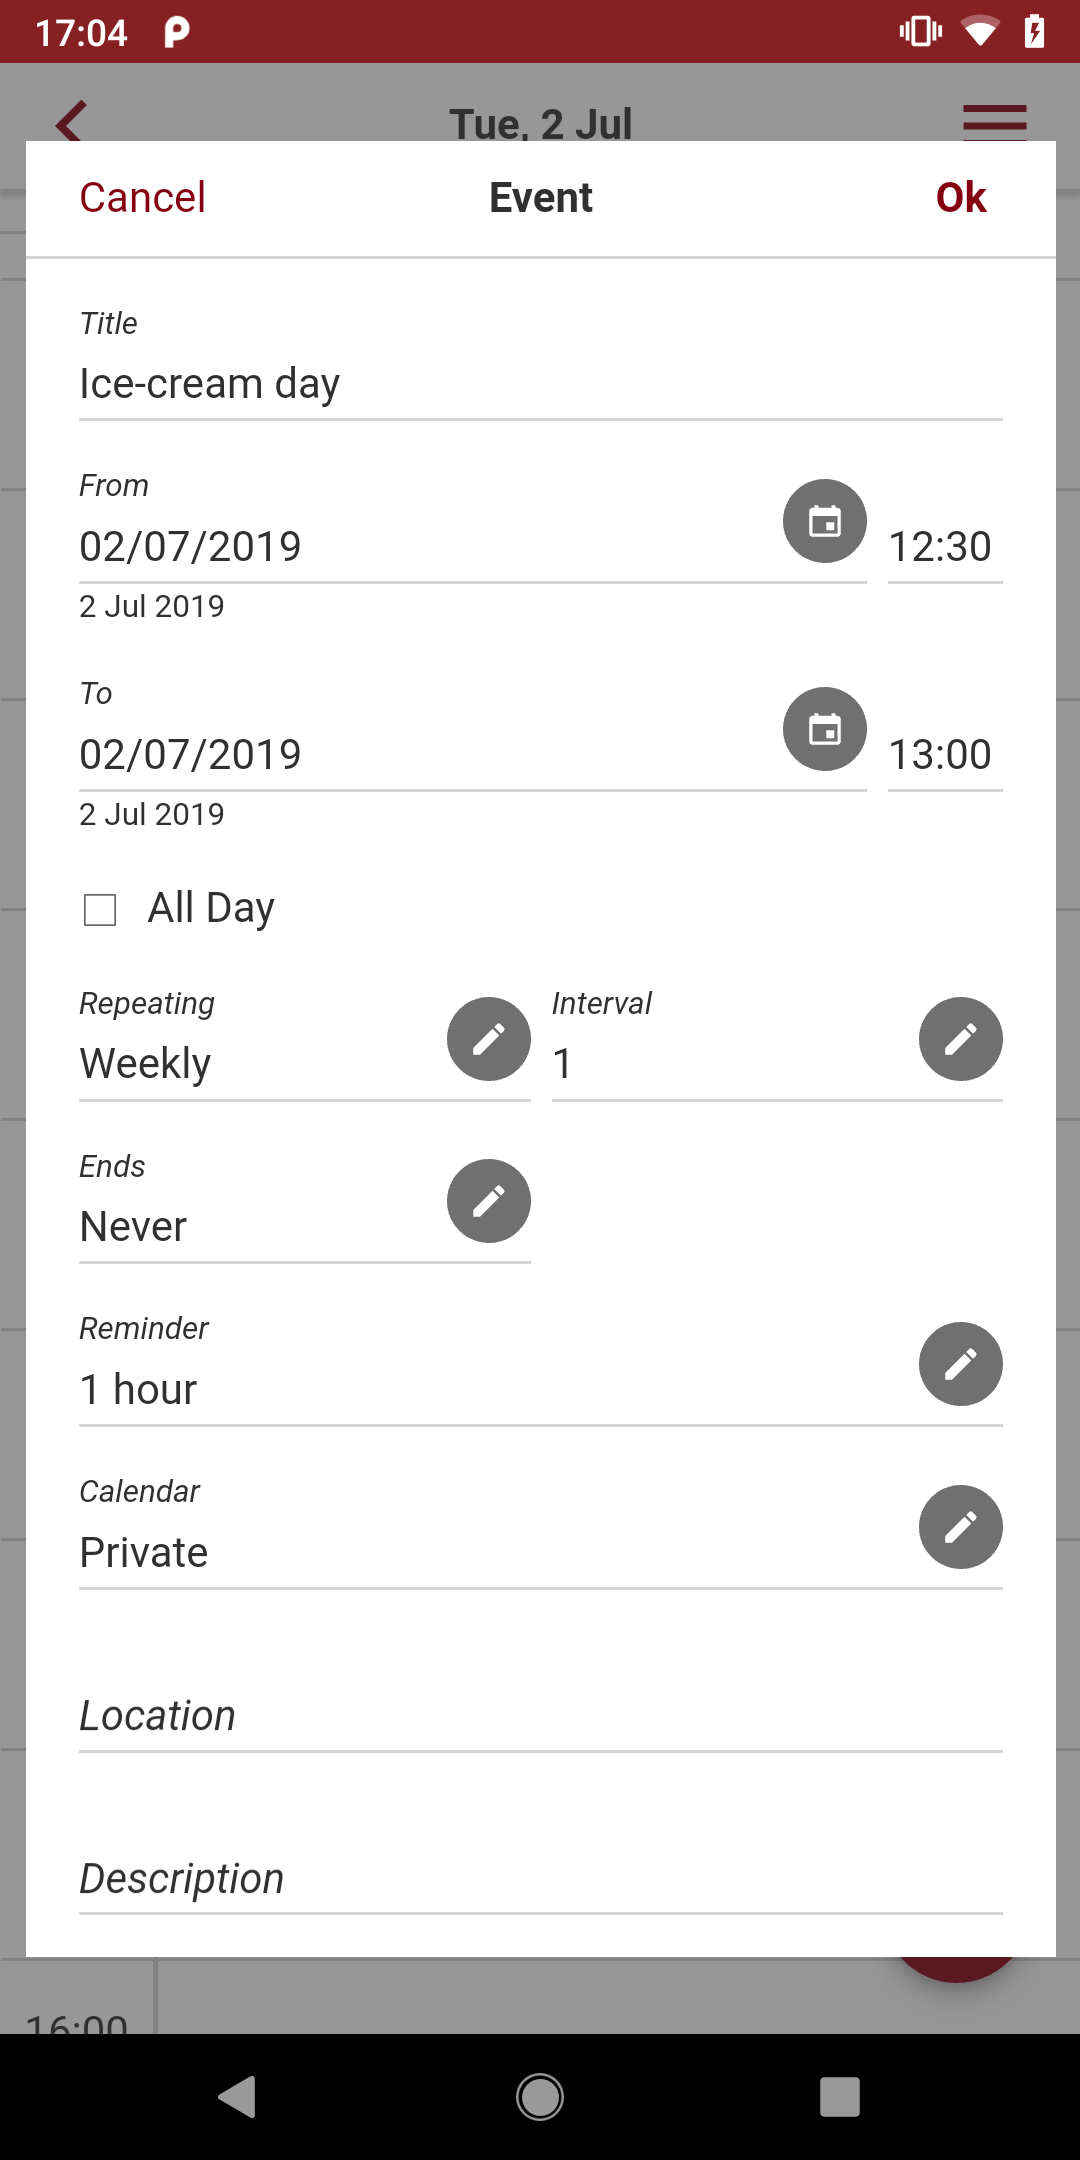 17:04
Tue, 2 Jul
Cancel Event Ok
Title
Ice-cream day
From
02/07/2019 12:30
2 Jul 2019
To
02/07/2019 13:00
2 Jul 2019
All Day
Repeating Interval
Weekly 1
Ends
Never
Reminder
1 hour
Calendar
Private
Location
Description
16:00